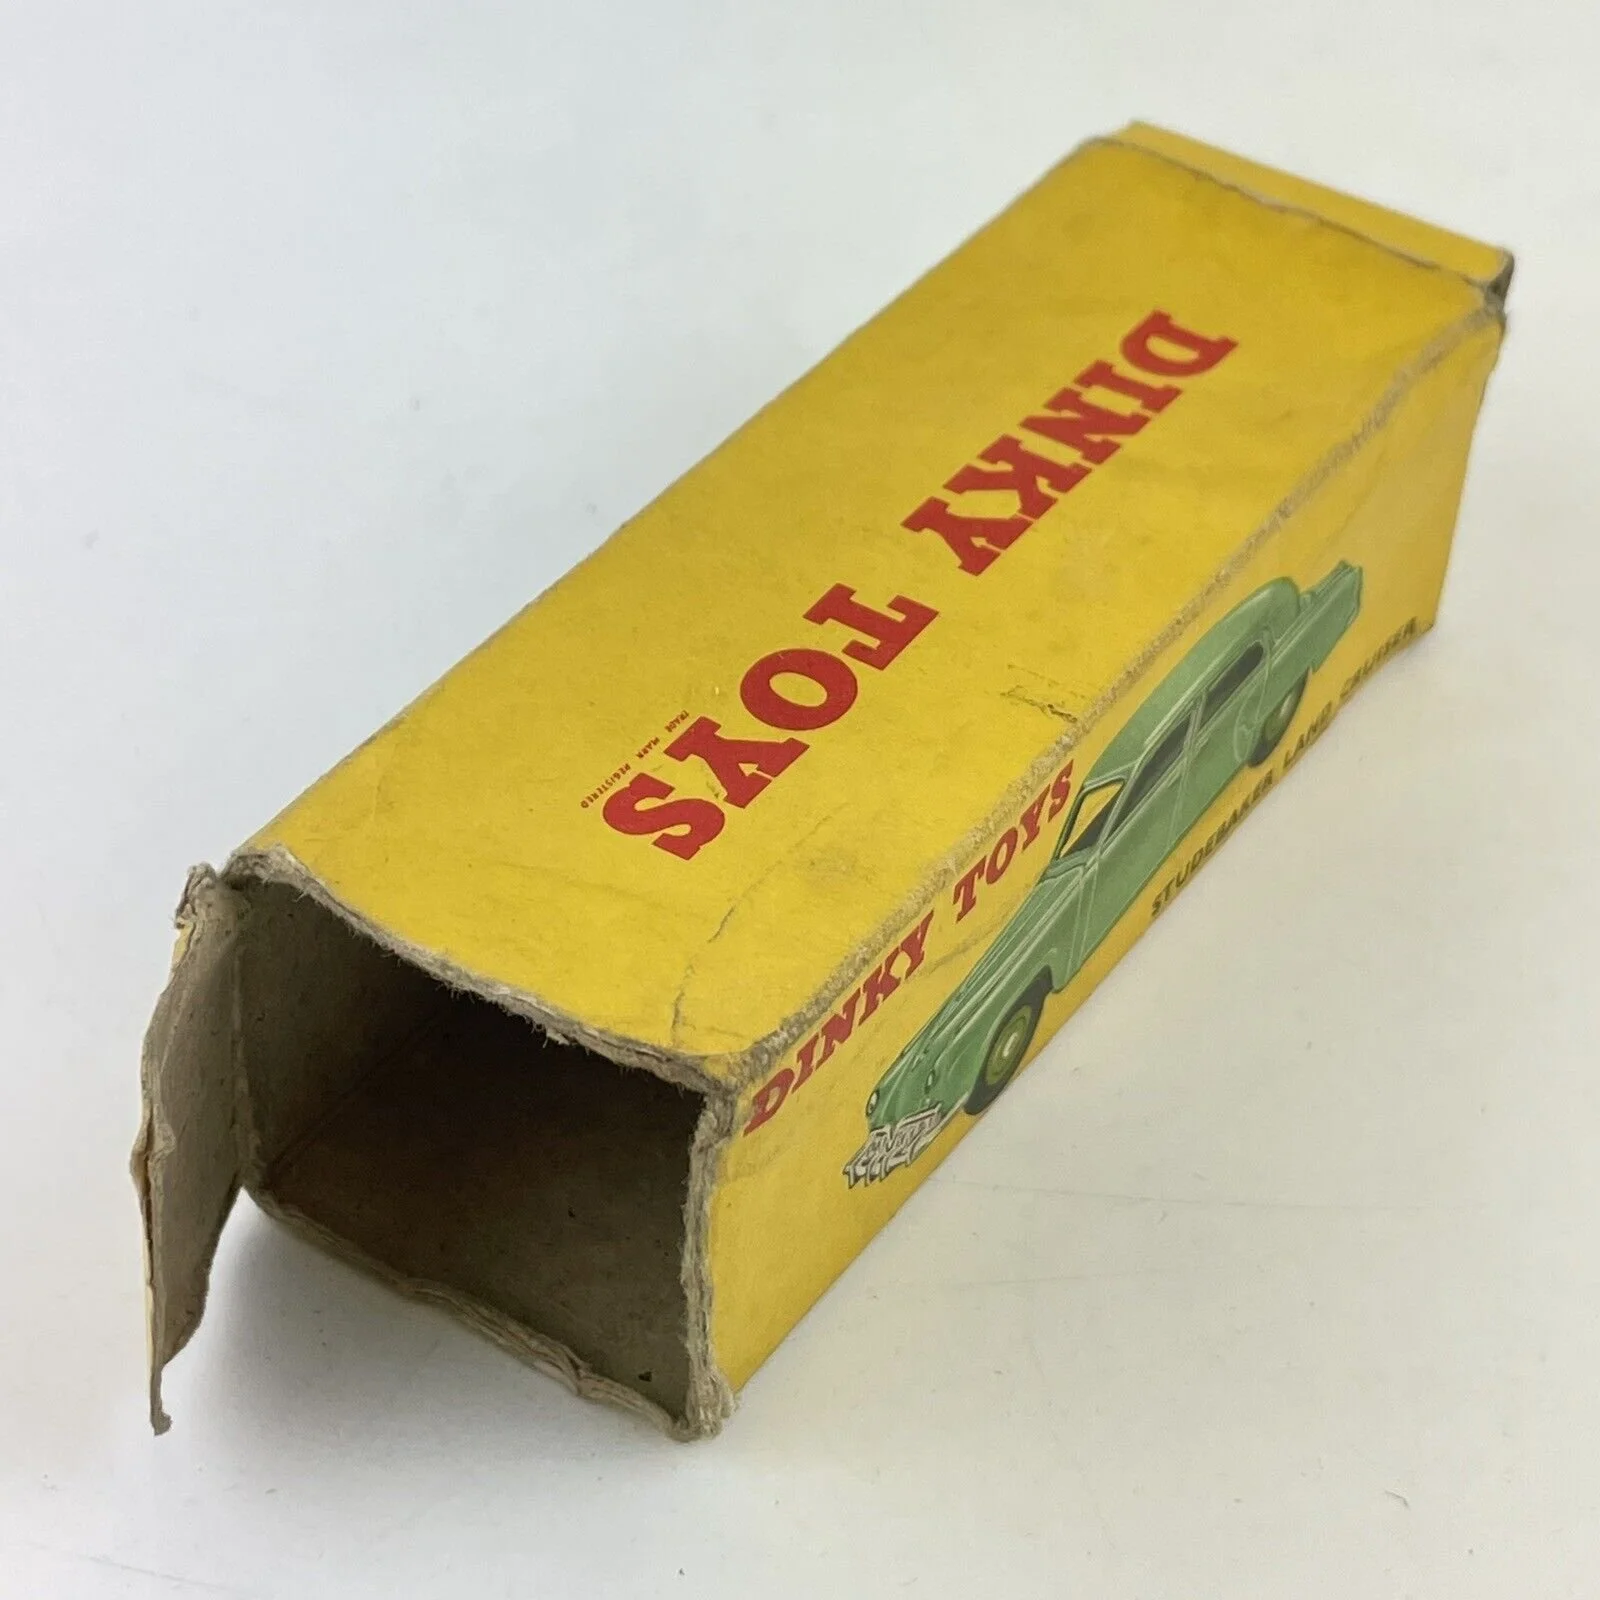 DINKY TOYS
TRADE MARK REGISTERED
DINKY TOYS
STUDEBAKER LAND CRUISER